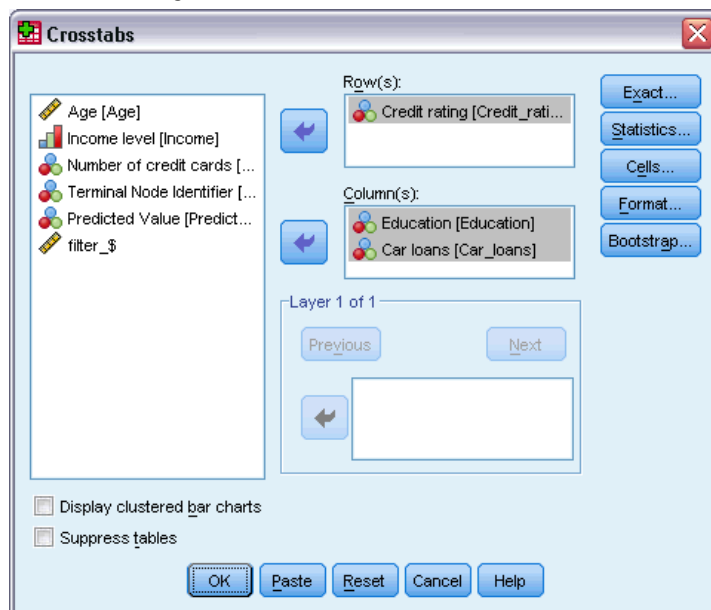 Crosstabs
Age [Age]
Income level [Income]
Number of credit cards [...
Terminal Node Identifier [...
Predicted Value [Predict...
filter_$
Row(s):
Credit rating [Credit_rati...
Column(s):
Education [Education]
Car loans [Car_loans]
Layer 1 of 1
Previous
Next
Exact...
Statistics...
Cells...
Format...
Bootstrap...
Display clustered bar charts
Suppress tables
OK
Paste
Reset
Cancel
Help